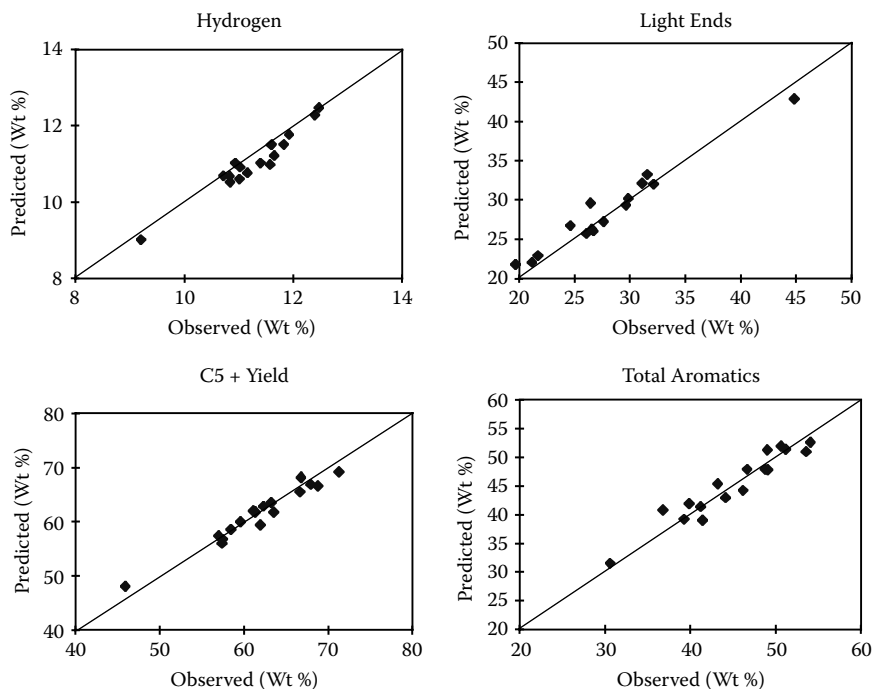 Hydrogen
14
12
10
8
Predicted (Wt %)
8 10 12 14
Observed (Wt %)
Light Ends
50
45
40
35
30
25
20
Predicted (Wt %)
20 25 30 35 40 45 50
Observed (Wt %)
C5 + Yield
80
70
60
50
40
Predicted (Wt %)
40 50 60 70 80
Observed (Wt %)
Total Aromatics
60
55
50
45
40
35
30
25
20
Predicted (Wt %)
20 30 40 50 60
Observed (Wt %)